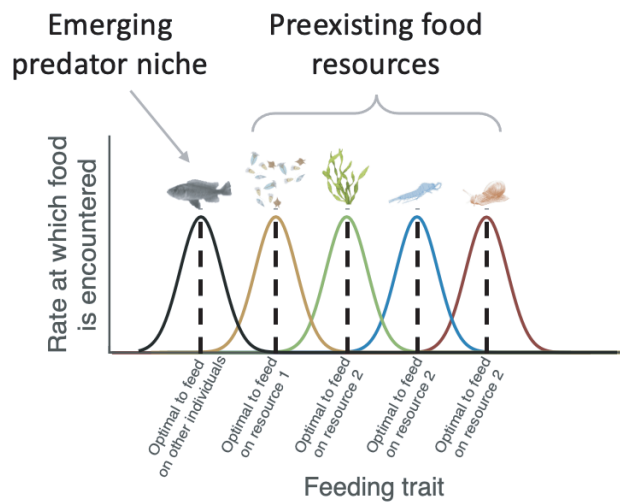 Emerging
predator niche
Preexisting food
resources
Rate at which food
is encountered
Optimal to feed
on other individuals
Optimal to feed
on resource 1
Optimal to feed
on resource 2
Optimal to feed
on resource 2
Optimal to feed
on resource 2
Feeding trait